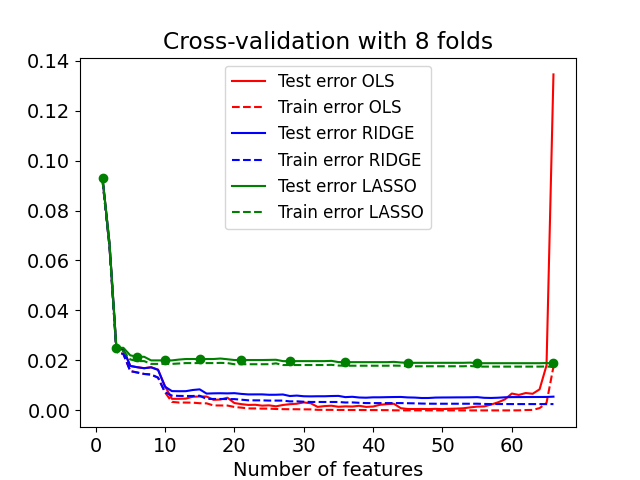 Cross-validation with 8 folds
0.14
0.12
0.10
0.08
0.06
0.04
0.02
0.00
Test error OLS
Train error OLS
Test error RIDGE
Train error RIDGE
Test error LASSO
Train error LASSO
0 10 20 30 40 50 60
Number of features